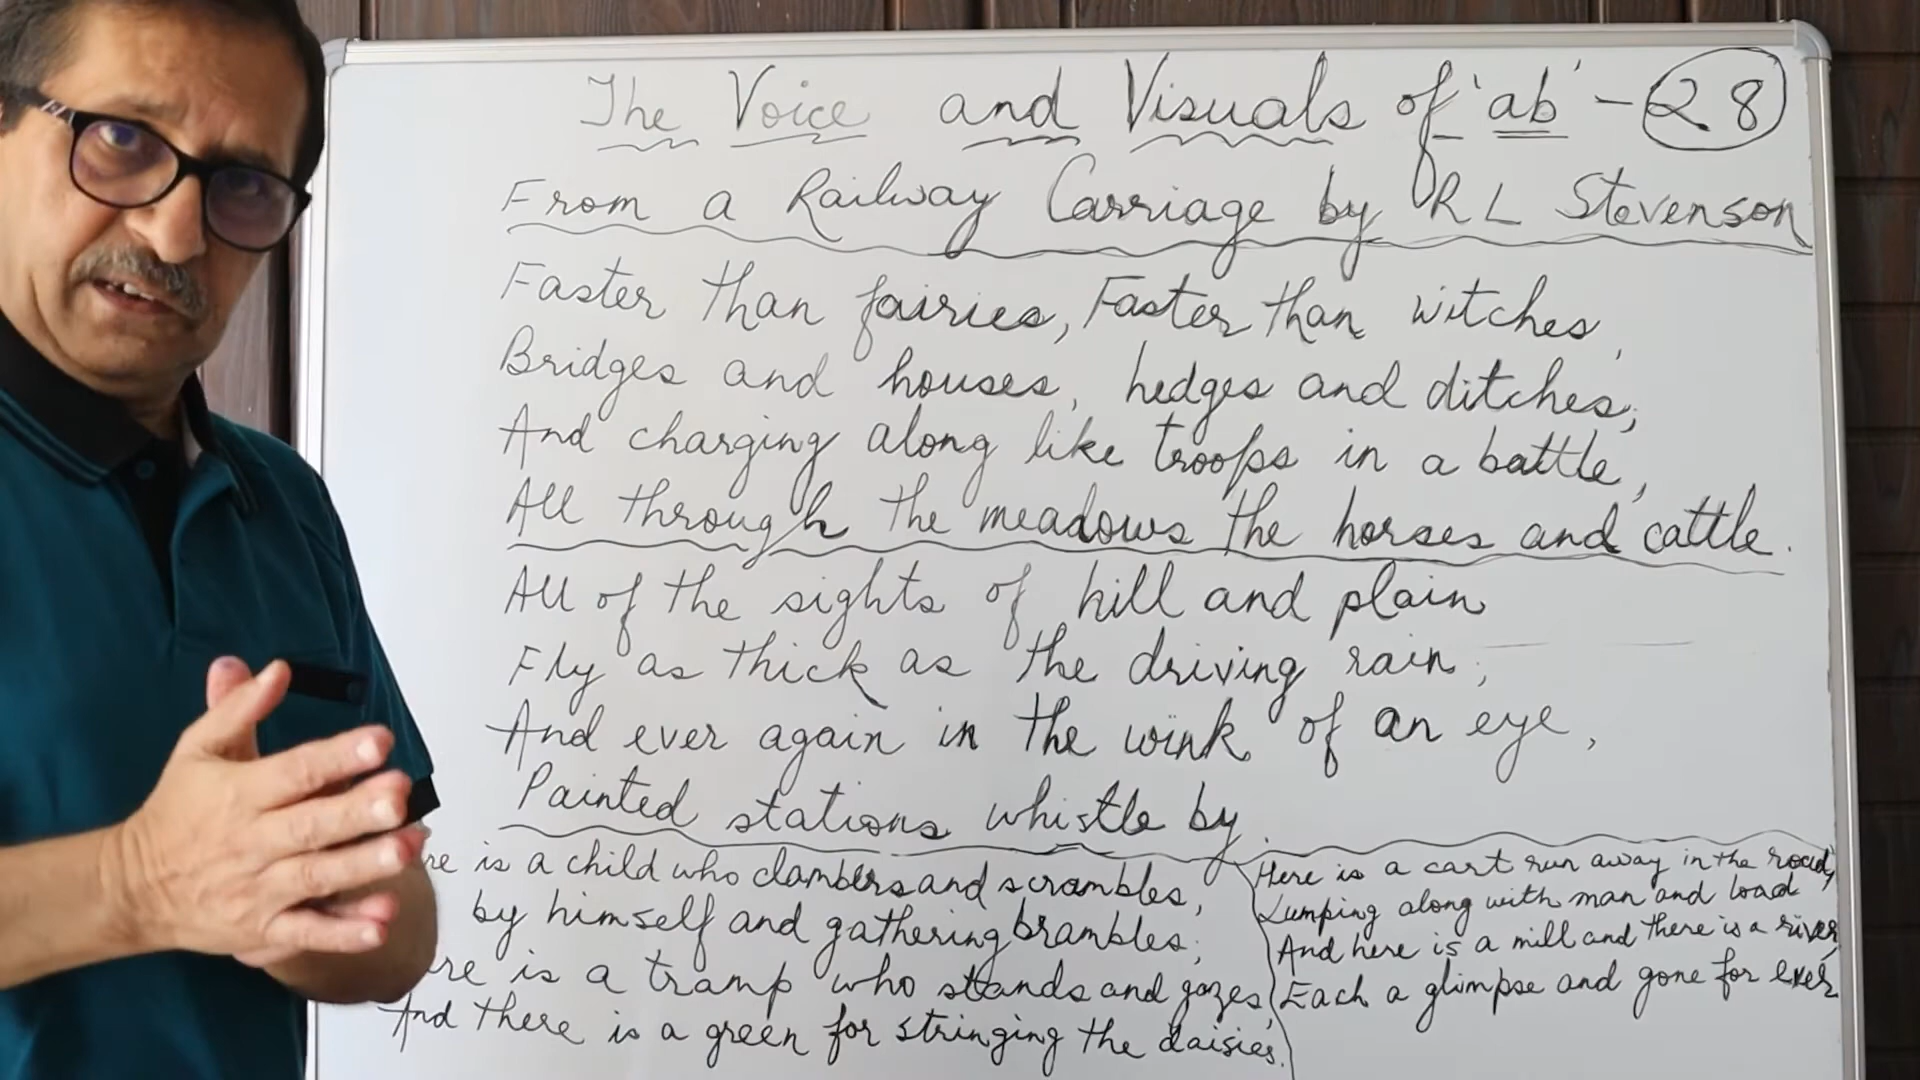 The Voice and Visuals of 'ab' - 28
From a Railway Carriage by R L Stevenson
Faster than fairies, Faster than witches,
Bridges and houses, hedges and ditches;
And charging along like troops in a battle,
All through the meadows the horses and cattle.
All of the sights of hill and plain
Fly as thick as the driving rain;
And ever again in the wink of an eye,
Painted stations whistle by.
re is a child who clambers and scrambles,
by himself and gathering brambles;
re is a tramp who stands and gazes,
And there is a green for stringing the daisies.
Here is a cart run away in the road,
Lumping along with man and load
And here is a mill and there is a river,
Each a glimpse and gone for ever